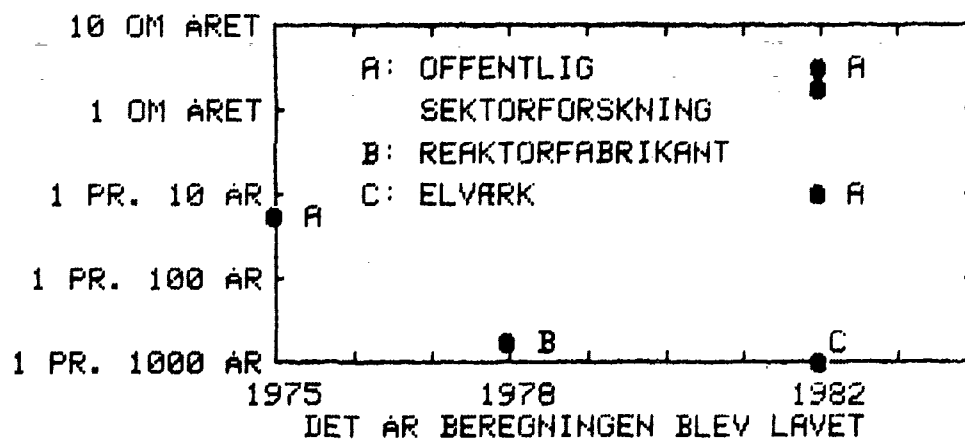 10 OM ÅRET
A: OFFENTLIG
A
1 OM ÅRET
SEKTORFORSKNING
B: REAKTORFABRIKANT
1 PR. 10 ÅR
C: ELVÆRK
A
A
1 PR. 100 ÅR
B
C
1 PR. 1000 ÅR
1975
1978
1982
DET ÅR BEREGNINGEN BLEV LAVET